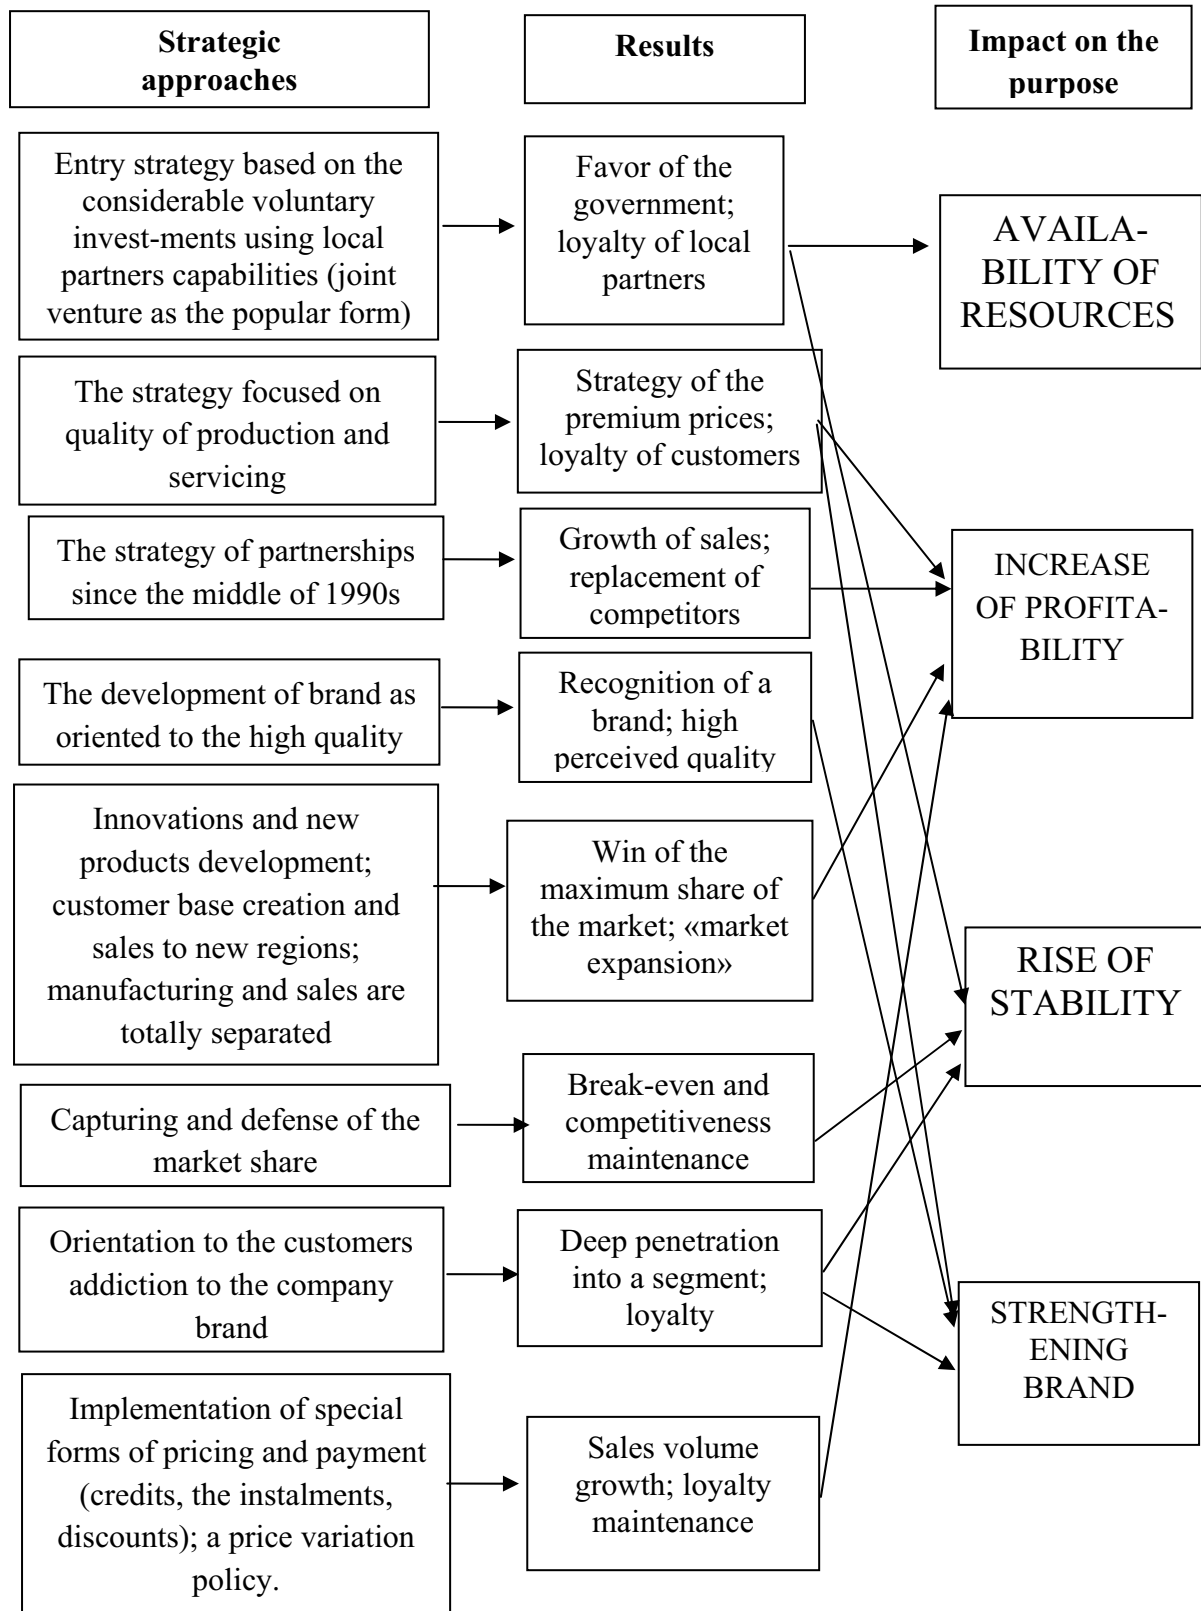 Strategic
approaches
Results
Impact on the
purpose
Entry strategy based on the
considerable voluntary
invest-ments using local
partners capabilities (joint
venture as the popular form)
Favor of the
government;
loyalty of local
partners
AVAILA-
BILITY OF
RESOURCES
The strategy focused on
quality of production and
servicing
Strategy of the
premium prices;
loyalty of customers
The strategy of partnerships
since the middle of 1990s
Growth of sales;
replacement of
competitors
INCREASE
OF PROFITA-
BILITY
The development of brand as
oriented to the high quality
Recognition of a
brand; high
perceived quality
Innovations and new
products development;
customer base creation and
sales to new regions;
manufacturing and sales are
totally separated
Win of the
maximum share of
the market; «market
expansion»
RISE OF
STABILITY
Capturing and defense of the
market share
Break-even and
competitiveness
maintenance
Orientation to the customers
addiction to the company
brand
Deep penetration
into a segment;
loyalty
STRENGTH-
ENING
BRAND
Implementation of special
forms of pricing and payment
(credits, the instalments,
discounts); a price variation
policy.
Sales volume
growth; loyalty
maintenance